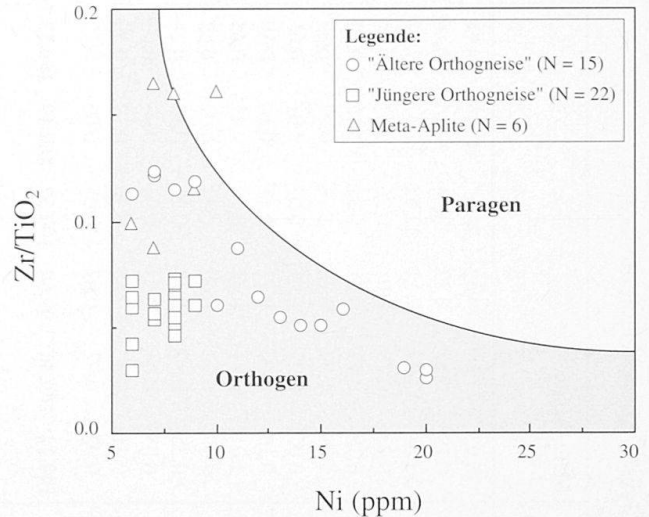 0.2
0.1
0.0
Zr/TiO2
Legende:
○ "Ältere Orthogneise" (N = 15)
□ "Jüngere Orthogneise" (N = 22)
△ Meta-Aplite (N = 6)
Paragen
Orthogen
5 10 15 20 25 30
Ni (ppm)